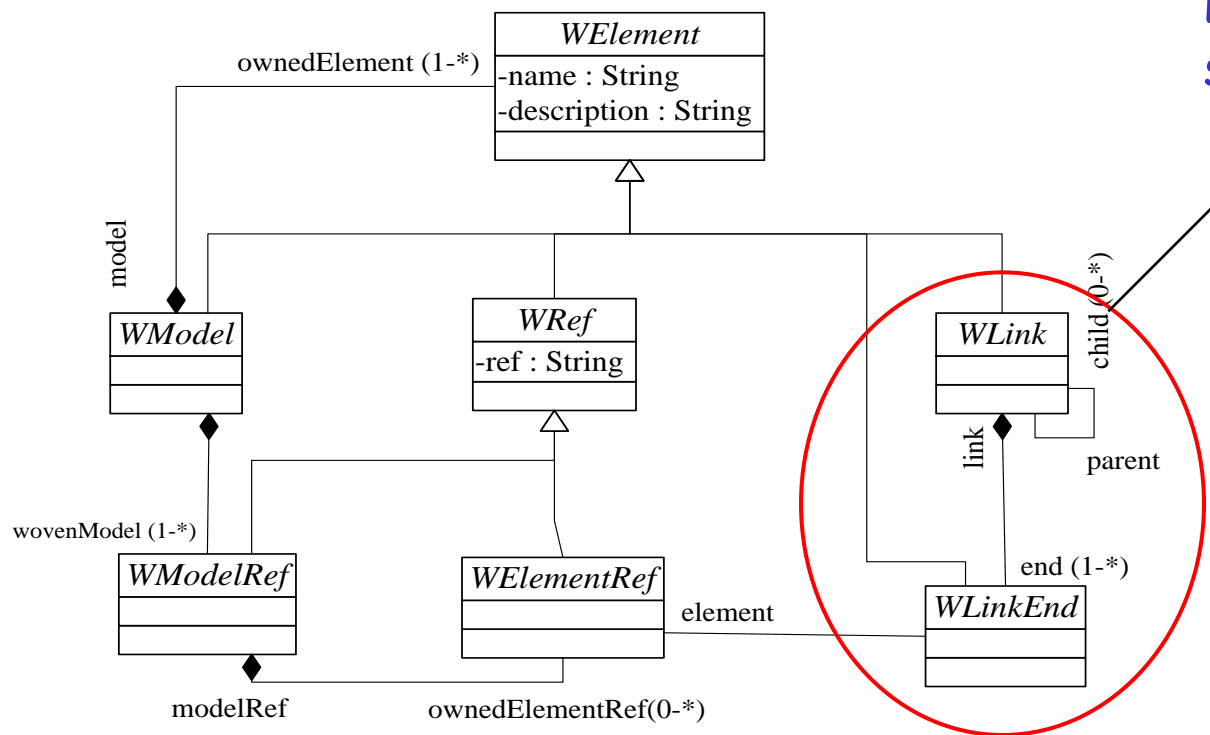 WElement
ownedElement (1-*)
-name : String
-description : String
model
WModel
WRef
-ref : String
WLink
child (0-*)
link
parent
wovenModel (1-*)
WModelRef
WElementRef
element
end (1-*)
WLinkEnd
modelRef
ownedElementRef(0-*)